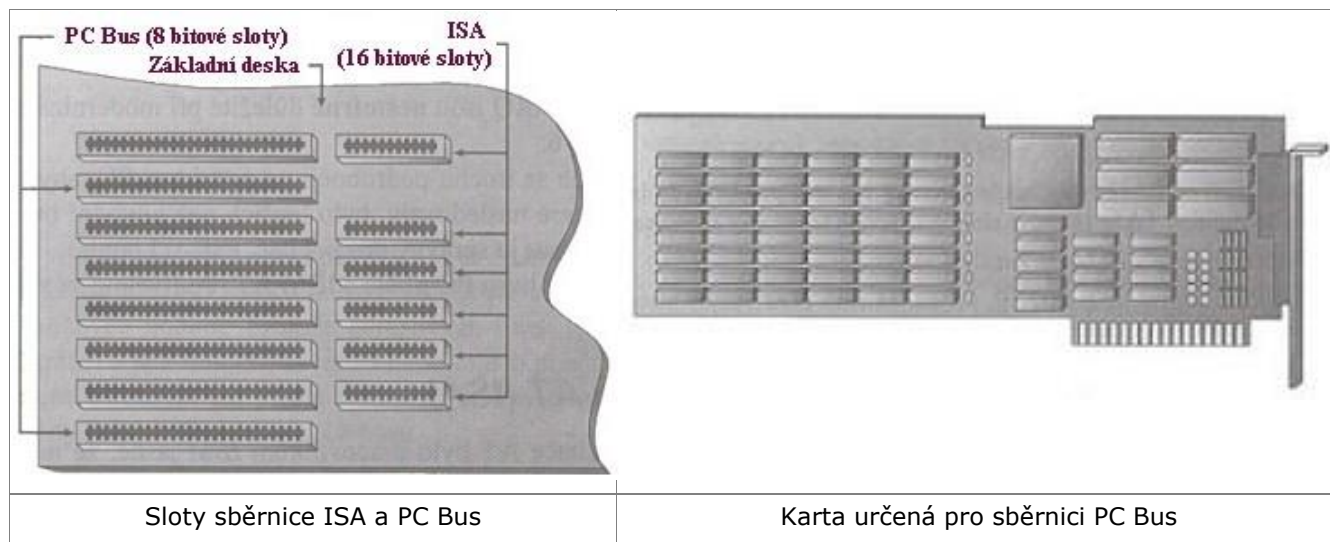 PC Bus (8 bitové sloty)
Základní deska
ISA
(16 bitové sloty)
Sloty sběrnice ISA a PC Bus
Karta určená pro sběrnici PC Bus